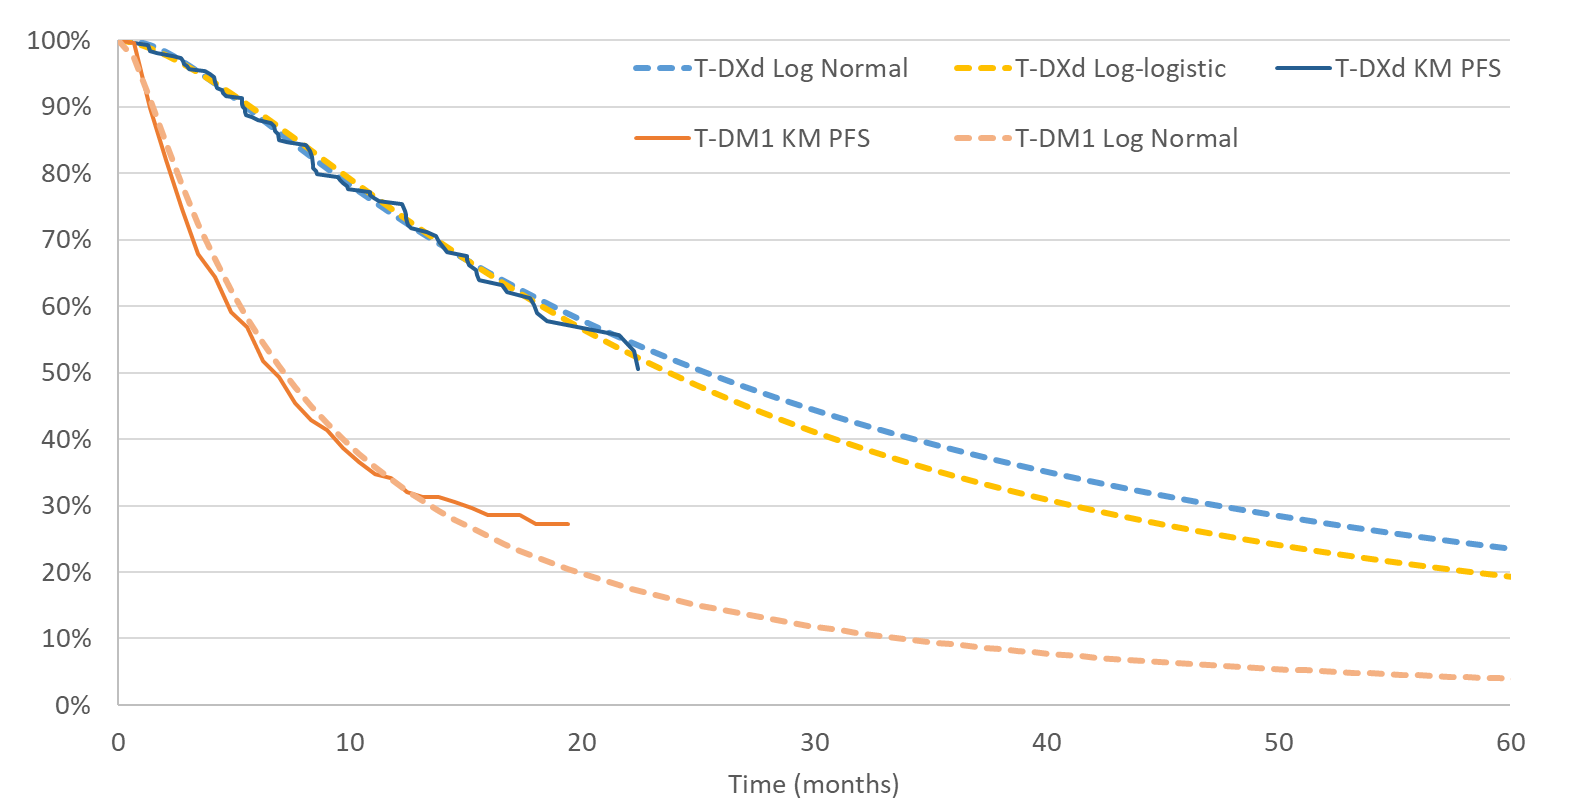 100%
90%
80%
70%
60%
50%
40%
30%
20%
10%
0%
T-DXd Log Normal T-DXd Log-logistic T-DXd KM PFS
T-DM1 KM PFS T-DM1 Log Normal
0 10 20 30 40 50 60
Time (months)